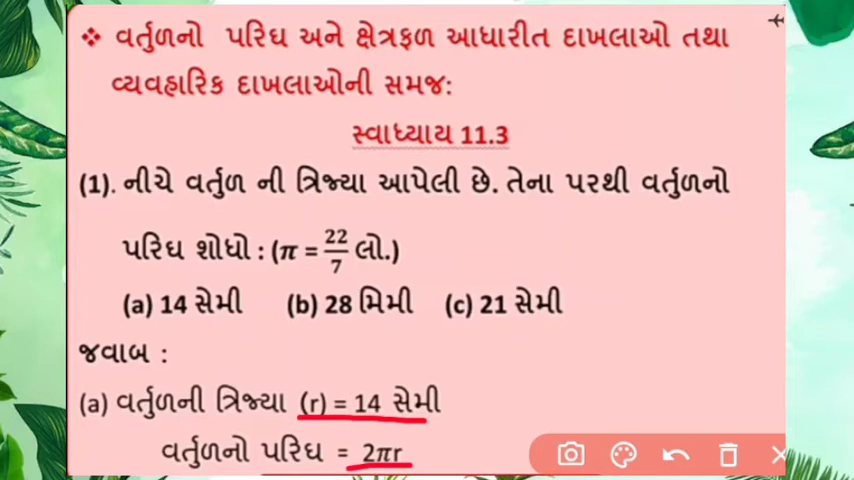 ❖ વર્તુળનો પરિઘ અને ક્ષેત્રફળ આધારીત દાખલાઓ તથા
વ્યવહારિક દાખલાઓની સમજ:
સ્વાધ્યાય 11.3
(1). નીચે વર્તુળ ની ત્રિજ્યા આપેલી છે. તેના પરથી વર્તુળનો
પરિઘ શોધો : (π = 22/7 લો.)
(a) 14 સેમી (b) 28 મિમી (c) 21 સેમી
જવાબ :
(a) વર્તુળની ત્રિજ્યા (r) = 14 સેમી
વર્તુળનો પરિઘ = 2πr